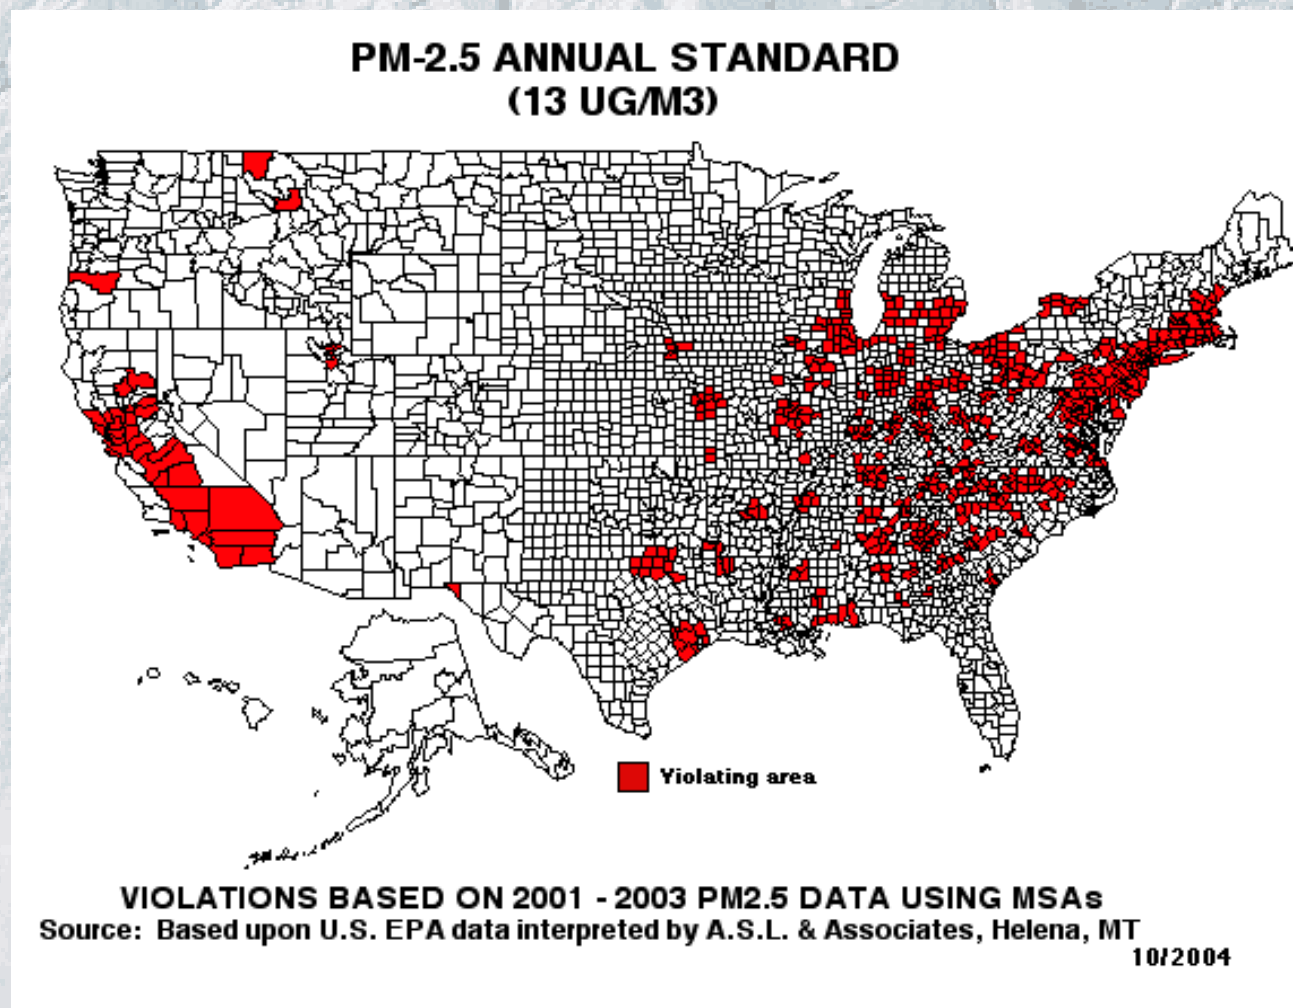 PM-2.5 ANNUAL STANDARD
(13 UG/M3)
Violating area
VIOLATIONS BASED ON 2001 - 2003 PM2.5 DATA USING MSAs
Source: Based upon U.S. EPA data interpreted by A.S.L. & Associates, Helena, MT
10/2004